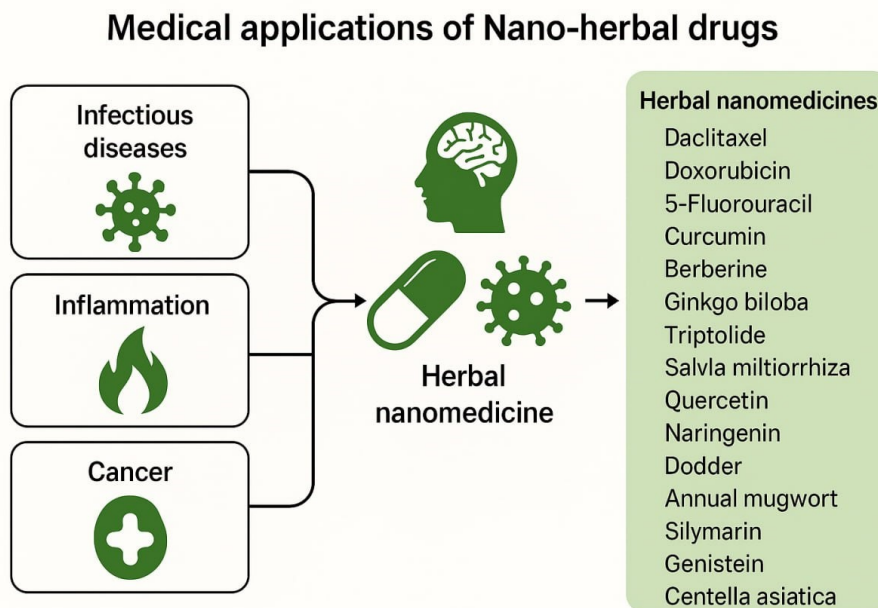 Medical applications of Nano-herbal drugs
Infectious
diseases
Inflammation
Cancer
Herbal
nanomedicine
Herbal nanomedicines
Daclitaxel
Doxorubicin
5-Fluorouracil
Curcumin
Berberine
Ginkgo biloba
Triptolide
Salvla miltiorrhiza
Quercetin
Naringenin
Dodder
Annual mugwort
Silymarin
Genistein
Centella asiatica